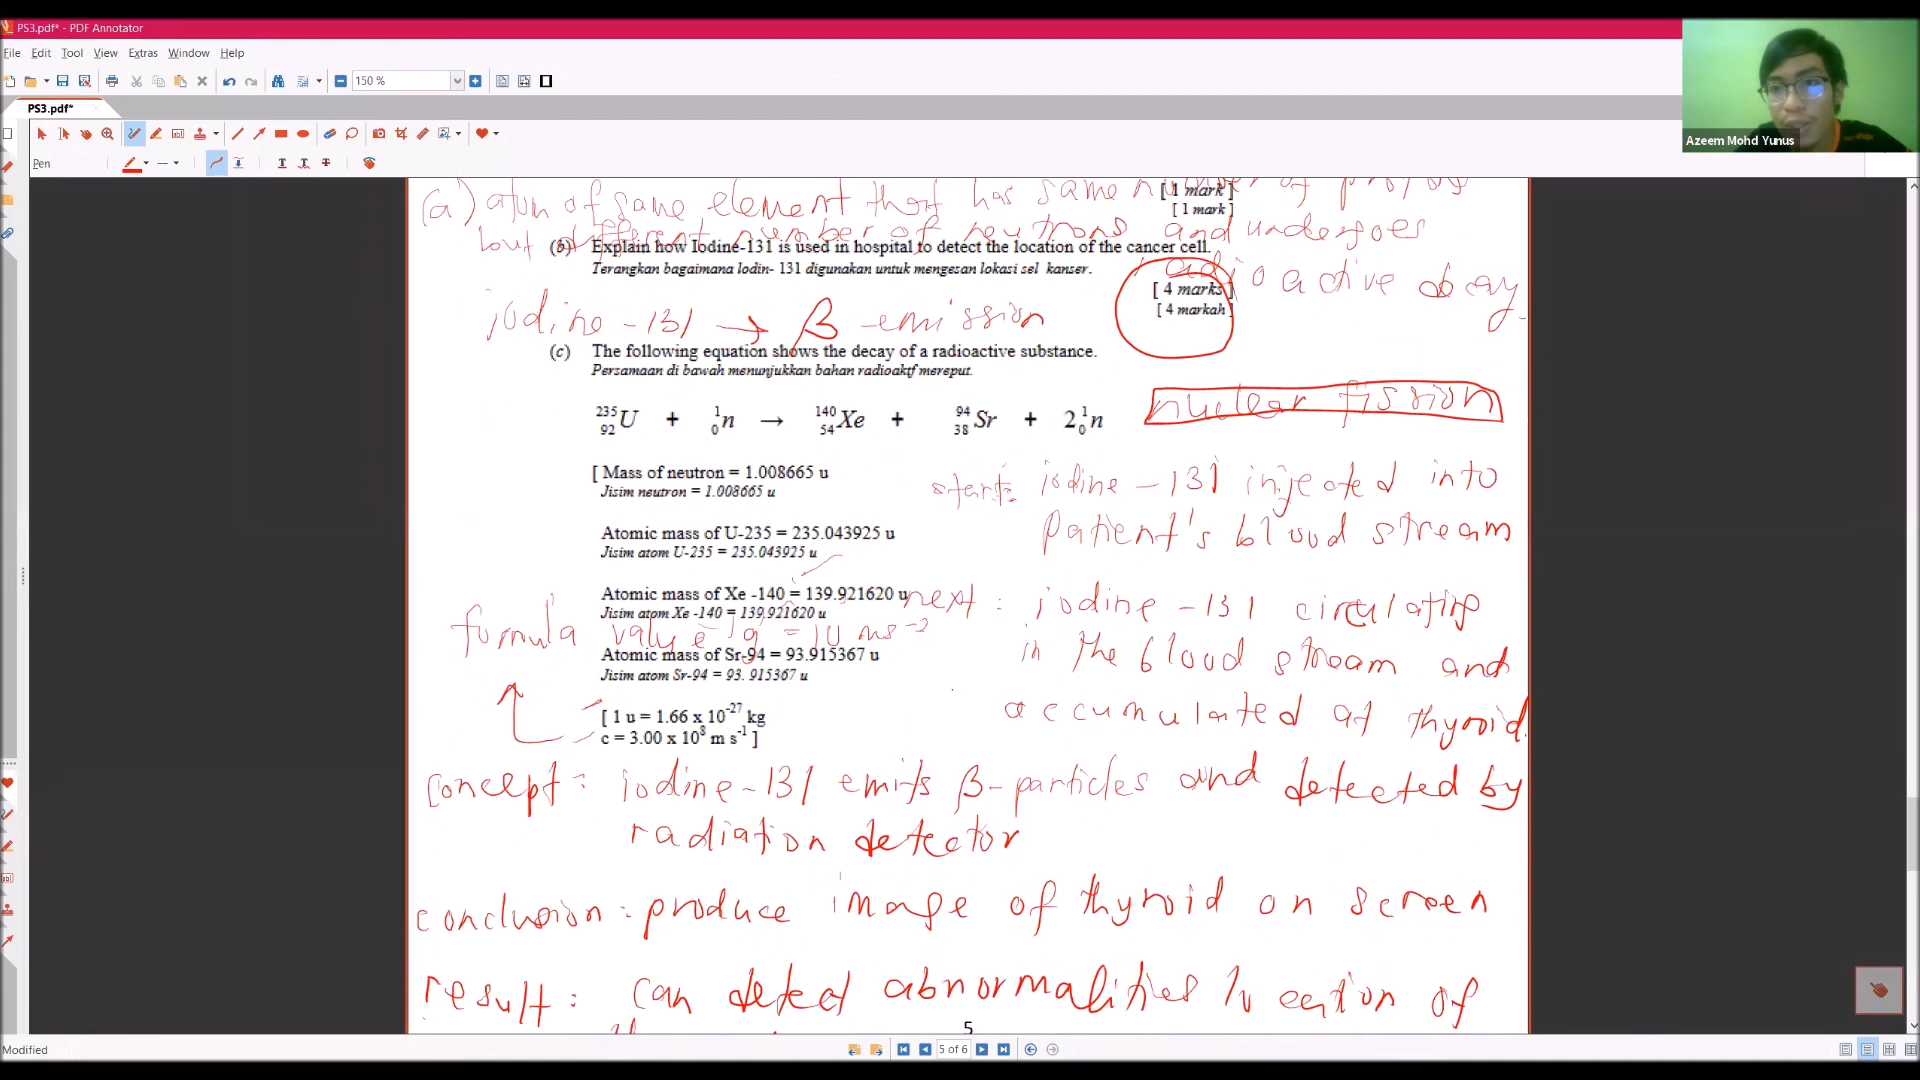 PS3.pdf* - PDF Annotator
File Edit Tool View Extras Window Help
150 %
PS3.pdf*
Azeem Mohd Yunus
Pen
(a) atom of same element that has same number of proton
[ 1 mark ]
[ 1 mark ]
but different number of neutrons and undergoes
(b) Explain how Iodine-131 is used in hospital to detect the location of the cancer cell.
Terangkan bagaimana Iodin- 131 digunakan untuk mengesan lokasi sel kanser.
radioactive decay.
[ 4 marks ]
[ 4 markah ]
iodine - 131 → β - emission
(c) The following equation shows the decay of a radioactive substance.
Persamaan di bawah menunjukkan bahan radioaktf mereput.
nuclear fission
²³⁵₉₂U + ¹₀n → ¹⁴⁰₅₄Xe + ⁹⁴₃₈Sr + 2¹₀n
[ Mass of neutron = 1.008665 u
Jisim neutron = 1.008665 u
start: iodine - 131 injected into
patient's blood stream
Atomic mass of U-235 = 235.043925 u
Jisim atom U-235 = 235.043925 u
Atomic mass of Xe -140 = 139.921620 u
Jisim atom Xe -140 = 139.921620 u
next : iodine - 131 circulating
in the blood stream and
accumulated at thyroid.
formula value g = 10 ms⁻²
Atomic mass of Sr-94 = 93.915367 u
Jisim atom Sr-94 = 93. 915367 u
[ 1 u = 1.66 x 10⁻²⁷ kg
c = 3.00 x 10⁸ m s⁻¹ ]
concept : iodine - 131 emits β - particles and detected by
radiation detector
conclusion : produce image of thyroid on screen
result : can detect abnormalities location of
5
Modified
5 of 6